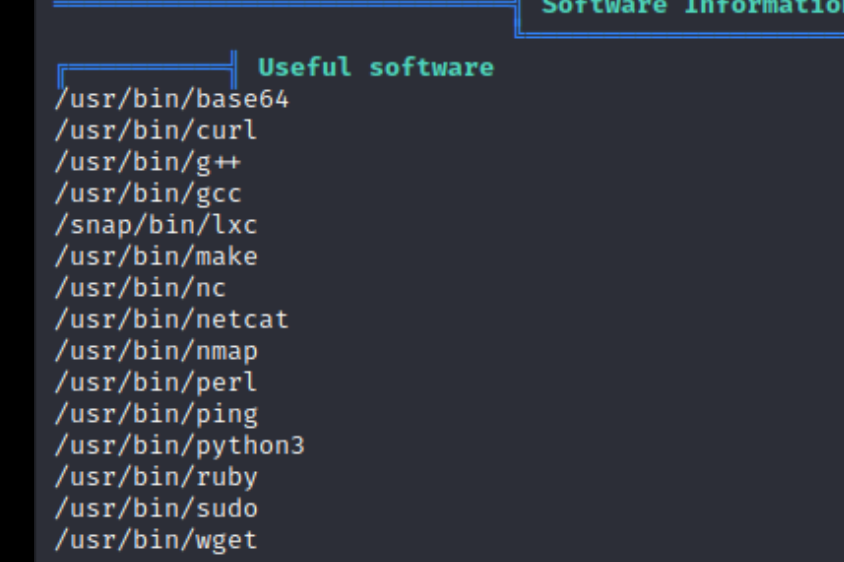 Software Information
Useful software
/usr/bin/base64
/usr/bin/curl
/usr/bin/g++
/usr/bin/gcc
/snap/bin/lxc
/usr/bin/make
/usr/bin/nc
/usr/bin/netcat
/usr/bin/nmap
/usr/bin/perl
/usr/bin/ping
/usr/bin/python3
/usr/bin/ruby
/usr/bin/sudo
/usr/bin/wget